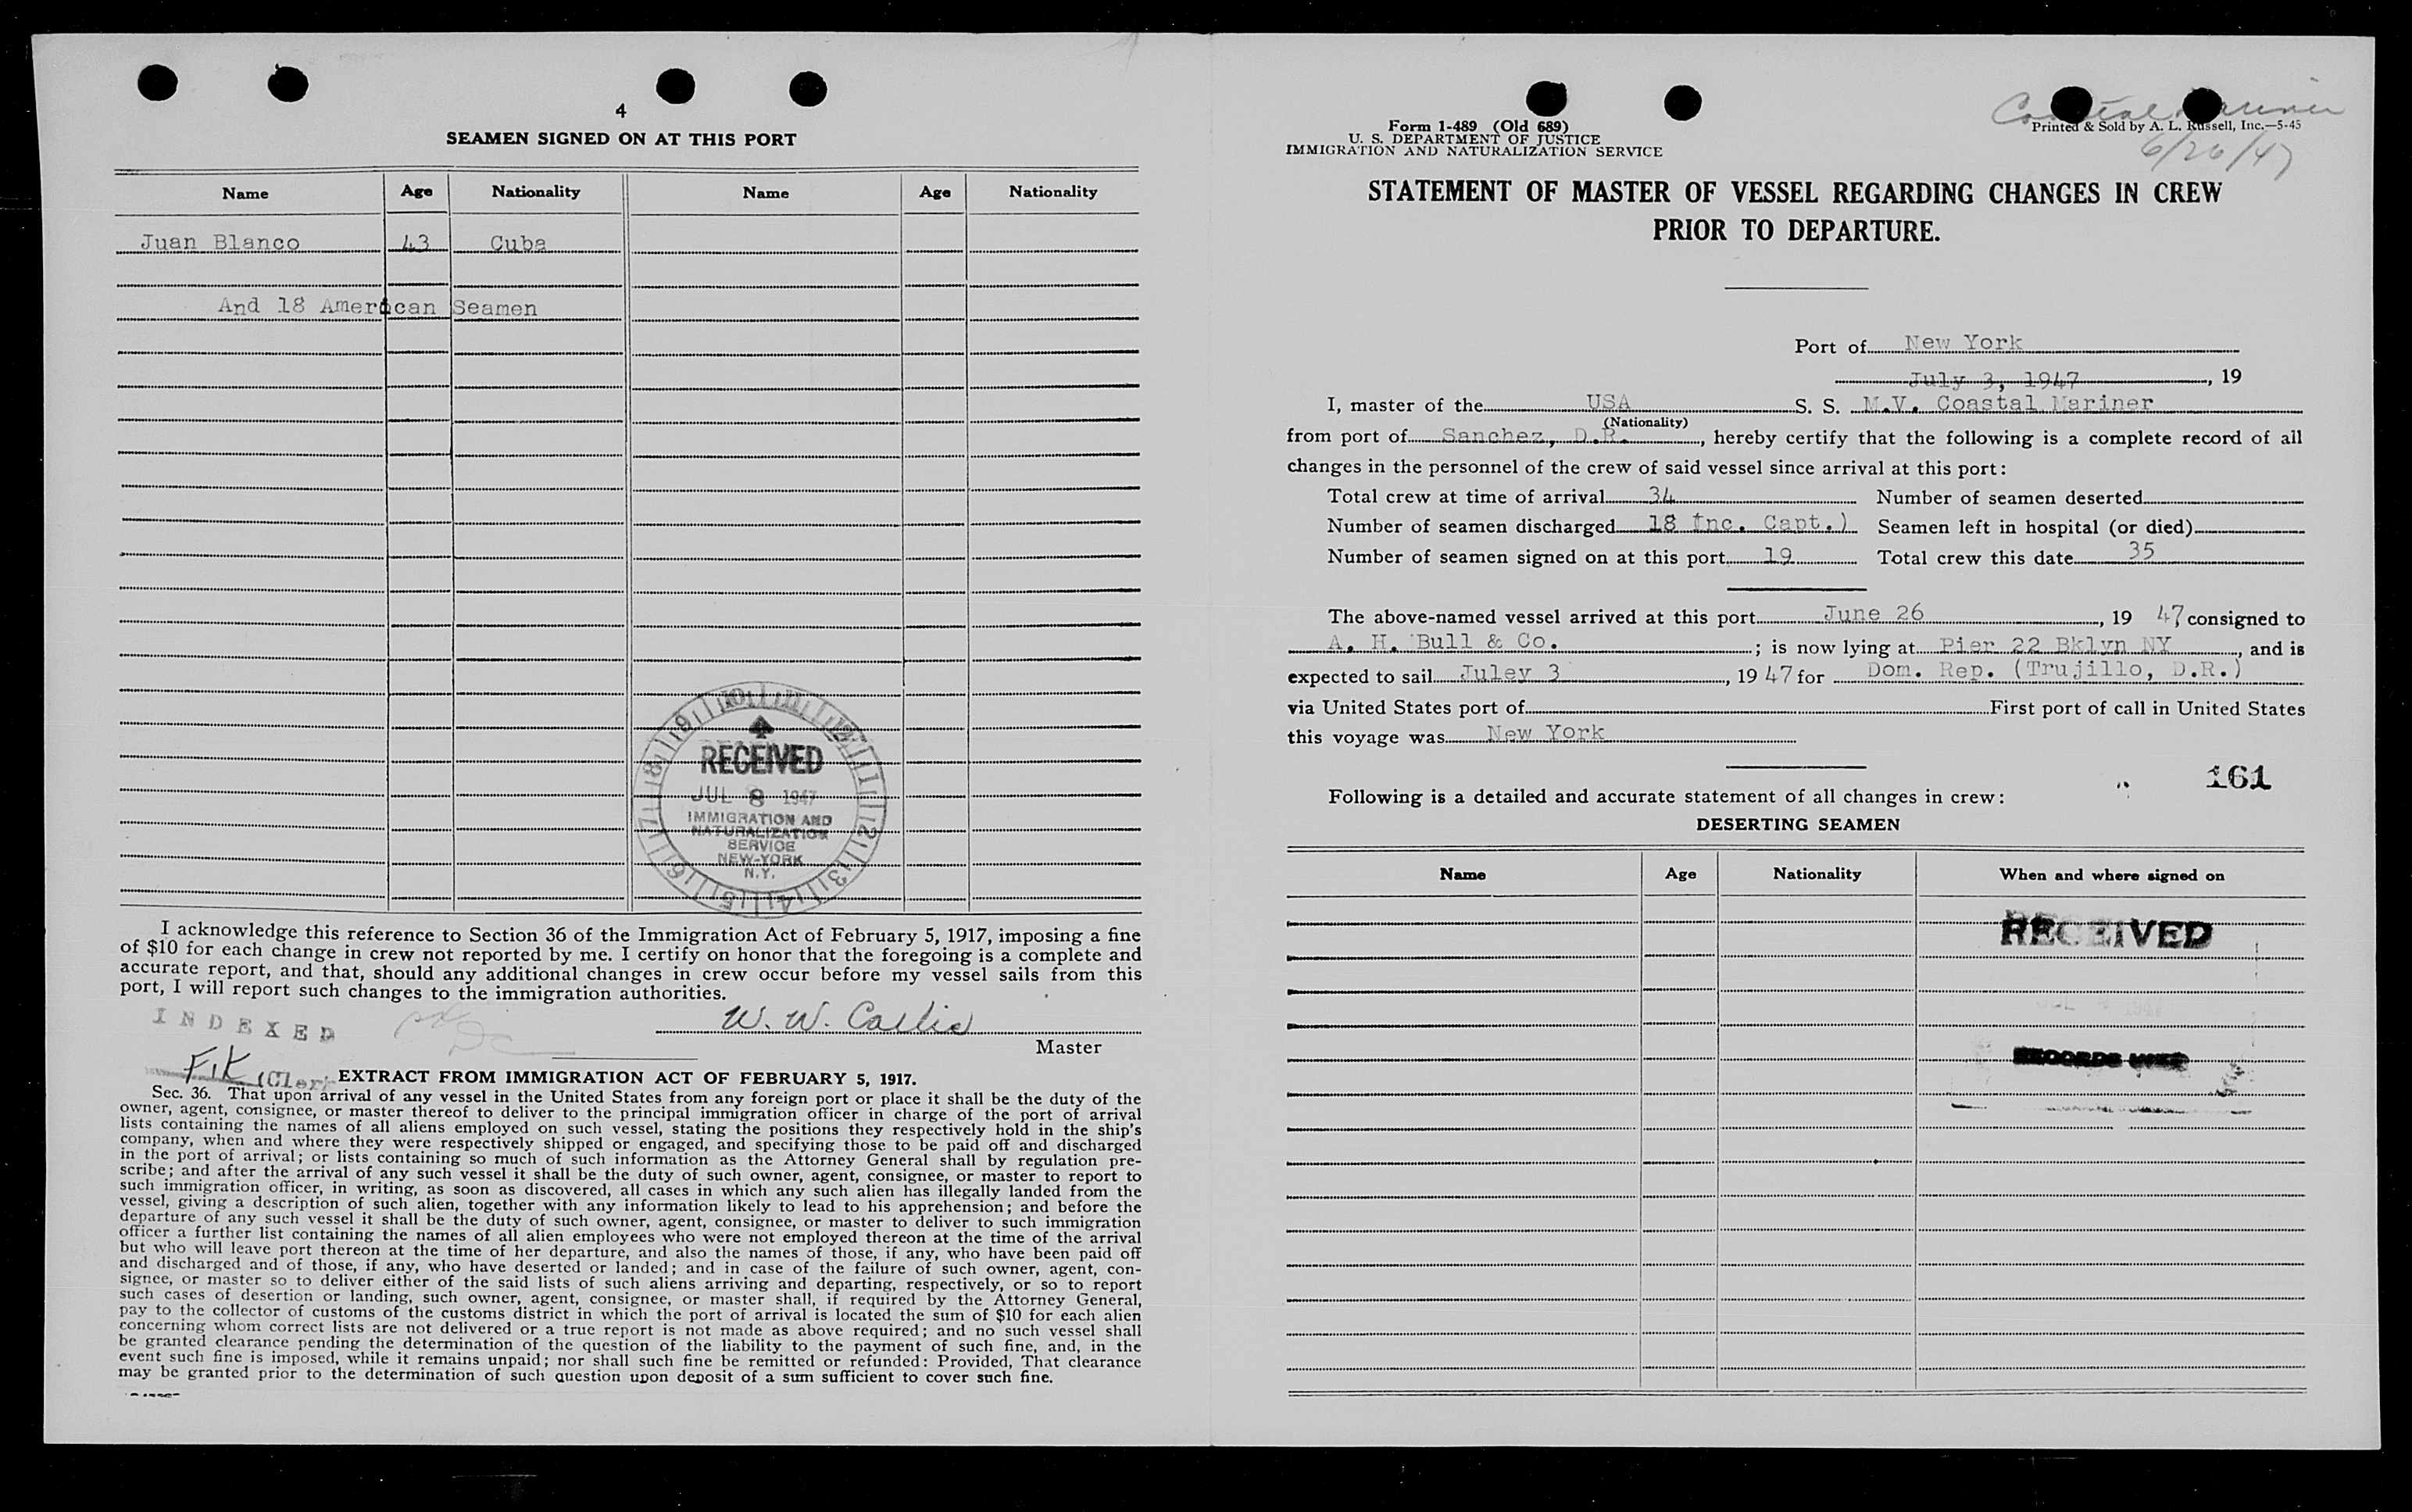 4
SEAMEN SIGNED ON AT THIS PORT
Name Age Nationality Name Age Nationality
Juan Blanco 43 Cuba
And 18 American Seamen
RECEIVED
JUL 8 1947
IMMIGRATION AND
NATURALIZATION
SERVICE
NEW-YORK
N.Y.
I acknowledge this reference to Section 36 of the Immigration Act of February 5, 1917, imposing a fine
of $10 for each change in crew not reported by me. I certify on honor that the foregoing is a complete and
accurate report, and that, should any additional changes in crew occur before my vessel sails from this
port, I will report such changes to the immigration authorities.
INDEXED
W. W. Callis
Master
(Clerk
EXTRACT FROM IMMIGRATION ACT OF FEBRUARY 5, 1917.
Sec. 36. That upon arrival of any vessel in the United States from any foreign port or place it shall be the duty of the
owner, agent, consignee, or master thereof to deliver to the principal immigration officer in charge of the port of arrival
lists containing the names of all aliens employed on such vessel, stating the positions they respectively hold in the ship's
company, when and where they were respectively shipped or engaged, and specifying those to be paid off and discharged
in the port of arrival; or lists containing so much of such information as the Attorney General shall by regulation pre-
scribe; and after the arrival of any such vessel it shall be the duty of such owner, agent, consignee, or master to report to
such immigration officer, in writing, as soon as discovered, all cases in which any such alien has illegally landed from the
vessel, giving a description of such alien, together with any information likely to lead to his apprehension; and before the
departure of any such vessel it shall be the duty of such owner, agent, consignee, or master to deliver to such immigration
officer a further list containing the names of all alien employees who were not employed thereon at the time of the arrival
but who will leave port thereon at the time of her departure, and also the names of those, if any, who have been paid off
and discharged and of those, if any, who have deserted or landed; and in case of the failure of such owner, agent, con-
signee, or master so to deliver either of the said lists of such aliens arriving and departing, respectively, or so to report
such cases of desertion or landing, such owner, agent, consignee, or master shall, if required by the Attorney General,
pay to the collector of customs of the customs district in which the port of arrival is located the sum of $10 for each alien
concerning whom correct lists are not delivered or a true report is not made as above required; and no such vessel shall
be granted clearance pending the determination of the question of the liability to the payment of such fine, and, in the
event such fine is imposed, while it remains unpaid; nor shall such fine be remitted or refunded: Provided, That clearance
may be granted prior to the determination of such question upon deposit of a sum sufficient to cover such fine.
Coastal Mariner
6/26/47
Form 1-489 (Old 689)
U. S. DEPARTMENT OF JUSTICE
IMMIGRATION AND NATURALIZATION SERVICE
Printed & Sold by A. L. Russell, Inc.—5-45
STATEMENT OF MASTER OF VESSEL REGARDING CHANGES IN CREW
PRIOR TO DEPARTURE.
Port of New York
July 3, 1947, 19
I, master of the USA S. S. M.V. Coastal Mariner
(Nationality)
from port of Sanchez, D.R., hereby certify that the following is a complete record of all
changes in the personnel of the crew of said vessel since arrival at this port:
Total crew at time of arrival 34 Number of seamen deserted
Number of seamen discharged 18 Inc. Capt.) Seamen left in hospital (or died)
Number of seamen signed on at this port 19 Total crew this date 35
The above-named vessel arrived at this port June 26, 19 47 consigned to
A. H. Bull & Co.; is now lying at Pier 22 Bklyn NY, and is
expected to sail Juley 3, 19 47 for Dom. Rep. (Trujillo, D.R.)
via United States port of First port of call in United States
this voyage was New York
161
Following is a detailed and accurate statement of all changes in crew:
DESERTING SEAMEN
Name Age Nationality When and where signed on
RECEIVED
RECORDS UNIT